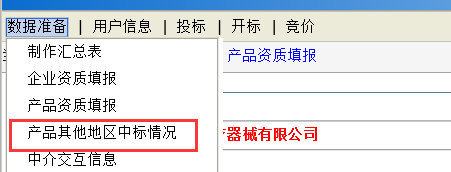 数据准备 | 用户信息 | 投标 | 开标 | 竞价
制作汇总表
产品资质填报
企业资质填报
产品资质填报
产品其他地区中标情况
器械有限公司
中介交互信息